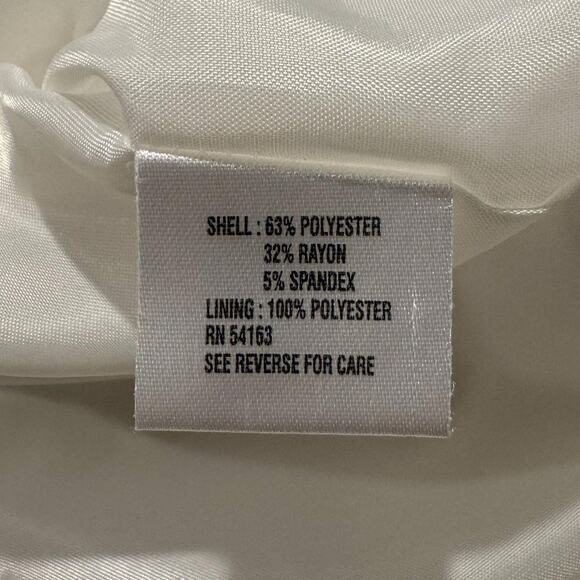 SHELL : 63% POLYESTER
32% RAYON
5% SPANDEX
LINING : 100% POLYESTER
RN 54163
SEE REVERSE FOR CARE